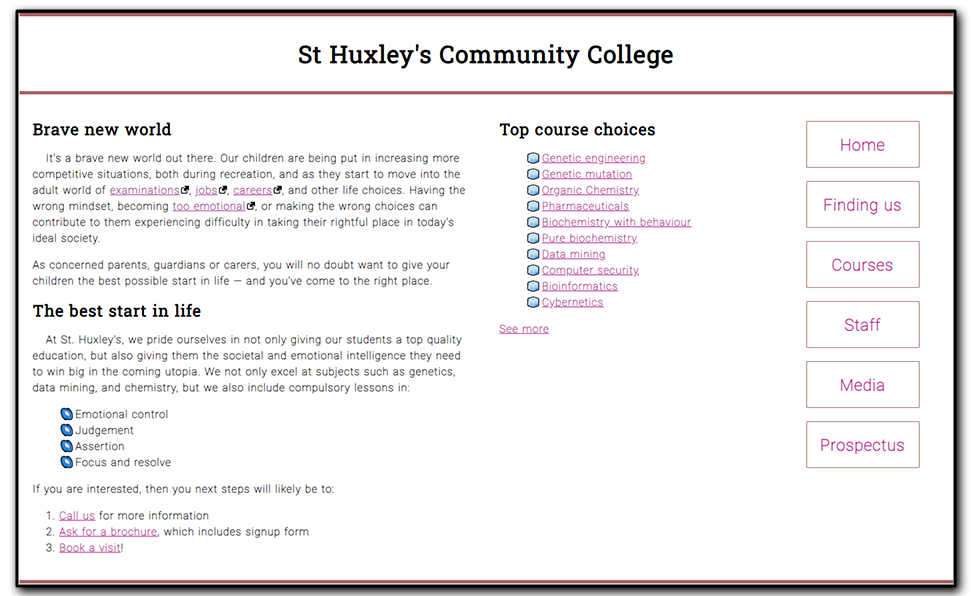 St Huxley's Community College
Brave new world
It's a brave new world out there. Our children are being put in increasing more
competitive situations, both during recreation, and as they start to move into the
adult world of examinations, jobs, careers, and other life choices. Having the
wrong mindset, becoming too emotional, or making the wrong choices can
contribute to them experiencing difficulty in taking their rightful place in today's
ideal society.
As concerned parents, guardians or carers, you will no doubt want to give your
children the best possible start in life — and you've come to the right place.
The best start in life
At St. Huxley's, we pride ourselves in not only giving our students a top quality
education, but also giving them the societal and emotional intelligence they need
to win big in the coming utopia. We not only excel at subjects such as genetics,
data mining, and chemistry, but we also include compulsory lessons in:
Emotional control
Judgement
Assertion
Focus and resolve
If you are interested, then you next steps will likely be to:
1. Call us for more information
2. Ask for a brochure, which includes signup form
3. Book a visit!
Top course choices
Genetic engineering
Genetic mutation
Organic Chemistry
Pharmaceuticals
Biochemistry with behaviour
Pure biochemistry
Data mining
Computer security
Bioinformatics
Cybernetics
See more
Home
Finding us
Courses
Staff
Media
Prospectus